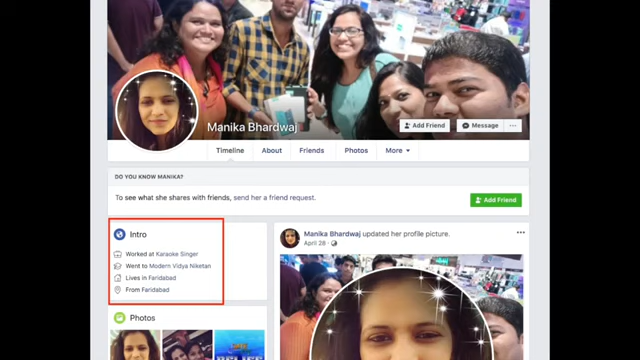 Manika Bhardwaj
Add Friend
Message
Timeline
About
Friends
Photos
More
DO YOU KNOW MANIKA?
To see what she shares with friends, send her a friend request.
Add Friend
Intro
Worked at Karaoke Singer
Went to Modern Vidya Niketan
Lives in Faridabad
From Faridabad
Photos
Manika Bhardwaj updated her profile picture.
April 28